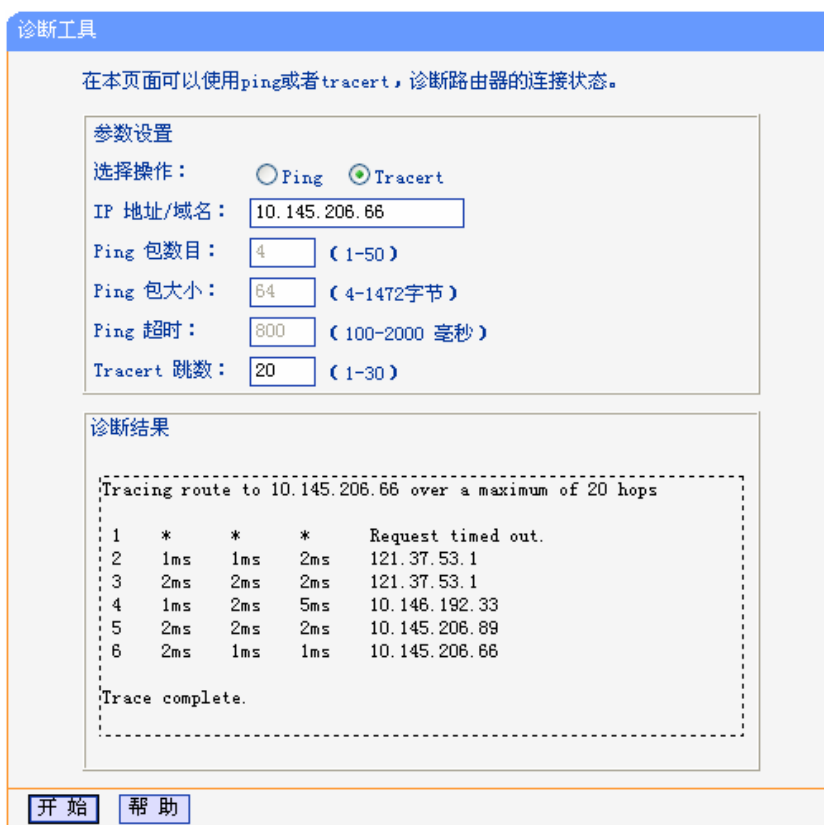 诊断工具
在本页面可以使用ping或者tracert，诊断路由器的连接状态。
参数设置
选择操作： Ping Tracert
IP 地址/域名： 10.145.206.66
Ping 包数目： 4 （1-50）
Ping 包大小： 64 （4-1472字节）
Ping 超时： 800 （100-2000 毫秒）
Tracert 跳数： 20 （1-30）
诊断结果
Tracing route to 10.145.206.66 over a maximum of 20 hops
1 * * * Request timed out.
2 1ms 1ms 2ms 121.37.53.1
3 2ms 2ms 2ms 121.37.53.1
4 1ms 2ms 5ms 10.146.192.33
5 2ms 2ms 2ms 10.145.206.89
6 2ms 1ms 1ms 10.145.206.66
Trace complete.
开 始 帮 助